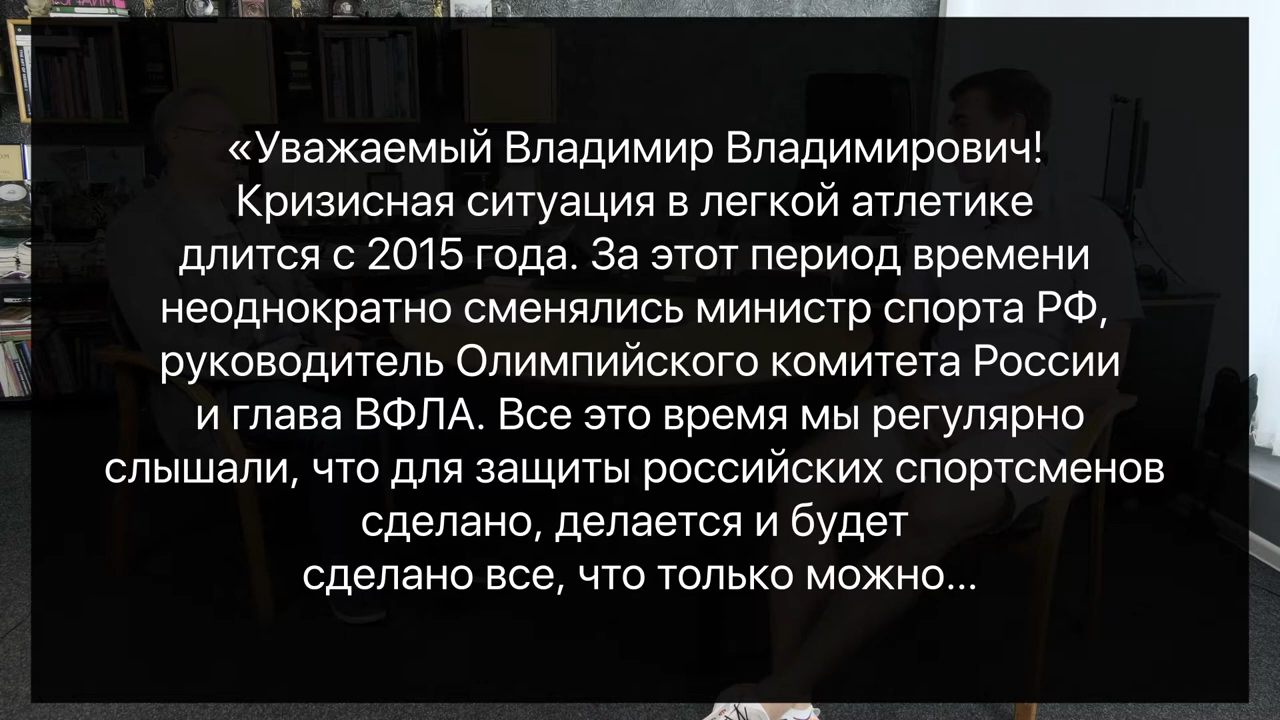 «Уважаемый Владимир Владимирович!
Кризисная ситуация в легкой атлетике
длится с 2015 года. За этот период времени
неоднократно сменялись министр спорта РФ,
руководитель Олимпийского комитета России
и глава ВФЛА. Все это время мы регулярно
слышали, что для защиты российских спортсменов
сделано, делается и будет
сделано все, что только можно...